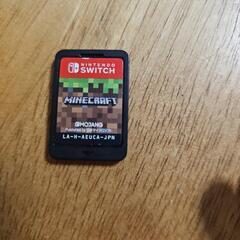 NINTENDO
SWITCH
MINECRAFT
MOJANG
LA-H-AEUCA-JPN